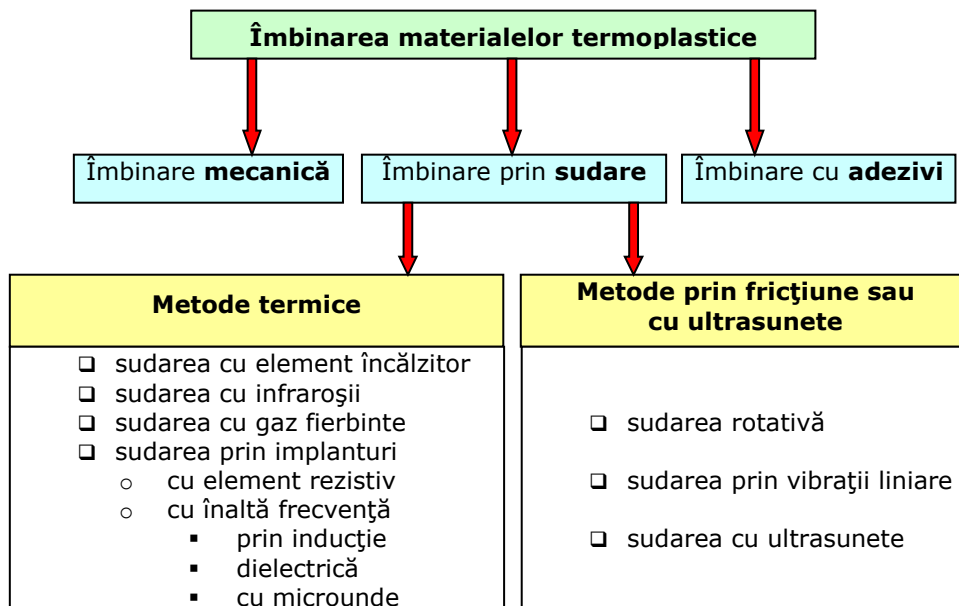 Îmbinarea materialelor termoplastice
Îmbinare mecanică
Îmbinare prin sudare
Îmbinare cu adezivi
Metode termice
❑ sudarea cu element încălzitor
❑ sudarea cu infraroşii
❑ sudarea cu gaz fierbinte
❑ sudarea prin implanturi
o cu element rezistiv
o cu înaltă frecvenţă
▪ prin inducţie
▪ dielectrică
▪ cu microunde
Metode prin fricţiune sau
cu ultrasunete
❑ sudarea rotativă
❑ sudarea prin vibraţii liniare
❑ sudarea cu ultrasunete